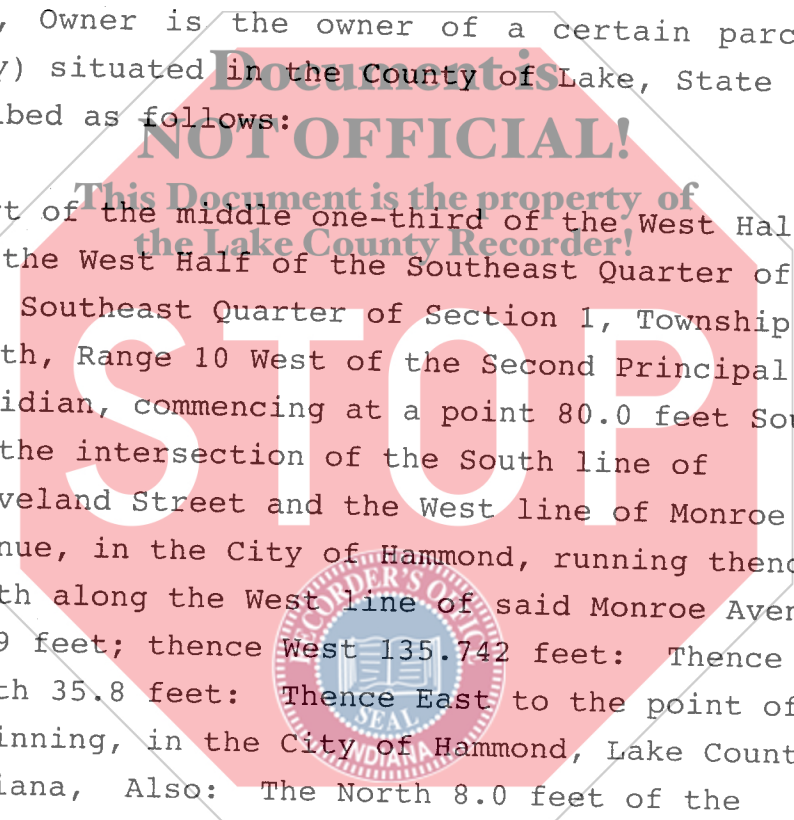 , Owner is the owner of a certain parc
y) situated in the County of Lake, State
ibed as follows:
Document is
NOT OFFICIAL!
This Document is the property of
the Lake County Recorder!
t of the middle one-third of the West Hal
the West Half of the Southeast Quarter of
Southeast Quarter of Section 1, Township
th, Range 10 West of the Second Principal
idian, commencing at a point 80.0 feet Sou
the intersection of the South line of
veland Street and the West line of Monroe
nue, in the City of Hammond, running thenc
th along the West line of said Monroe Aven
9 feet; thence West 135.742 feet: Thence
th 35.8 feet: Thence East to the point of
inning, in the City of Hammond, Lake Count
iana, Also: The North 8.0 feet of the
STOP
RECORDER'S OFFICE
SEAL
INDIANA